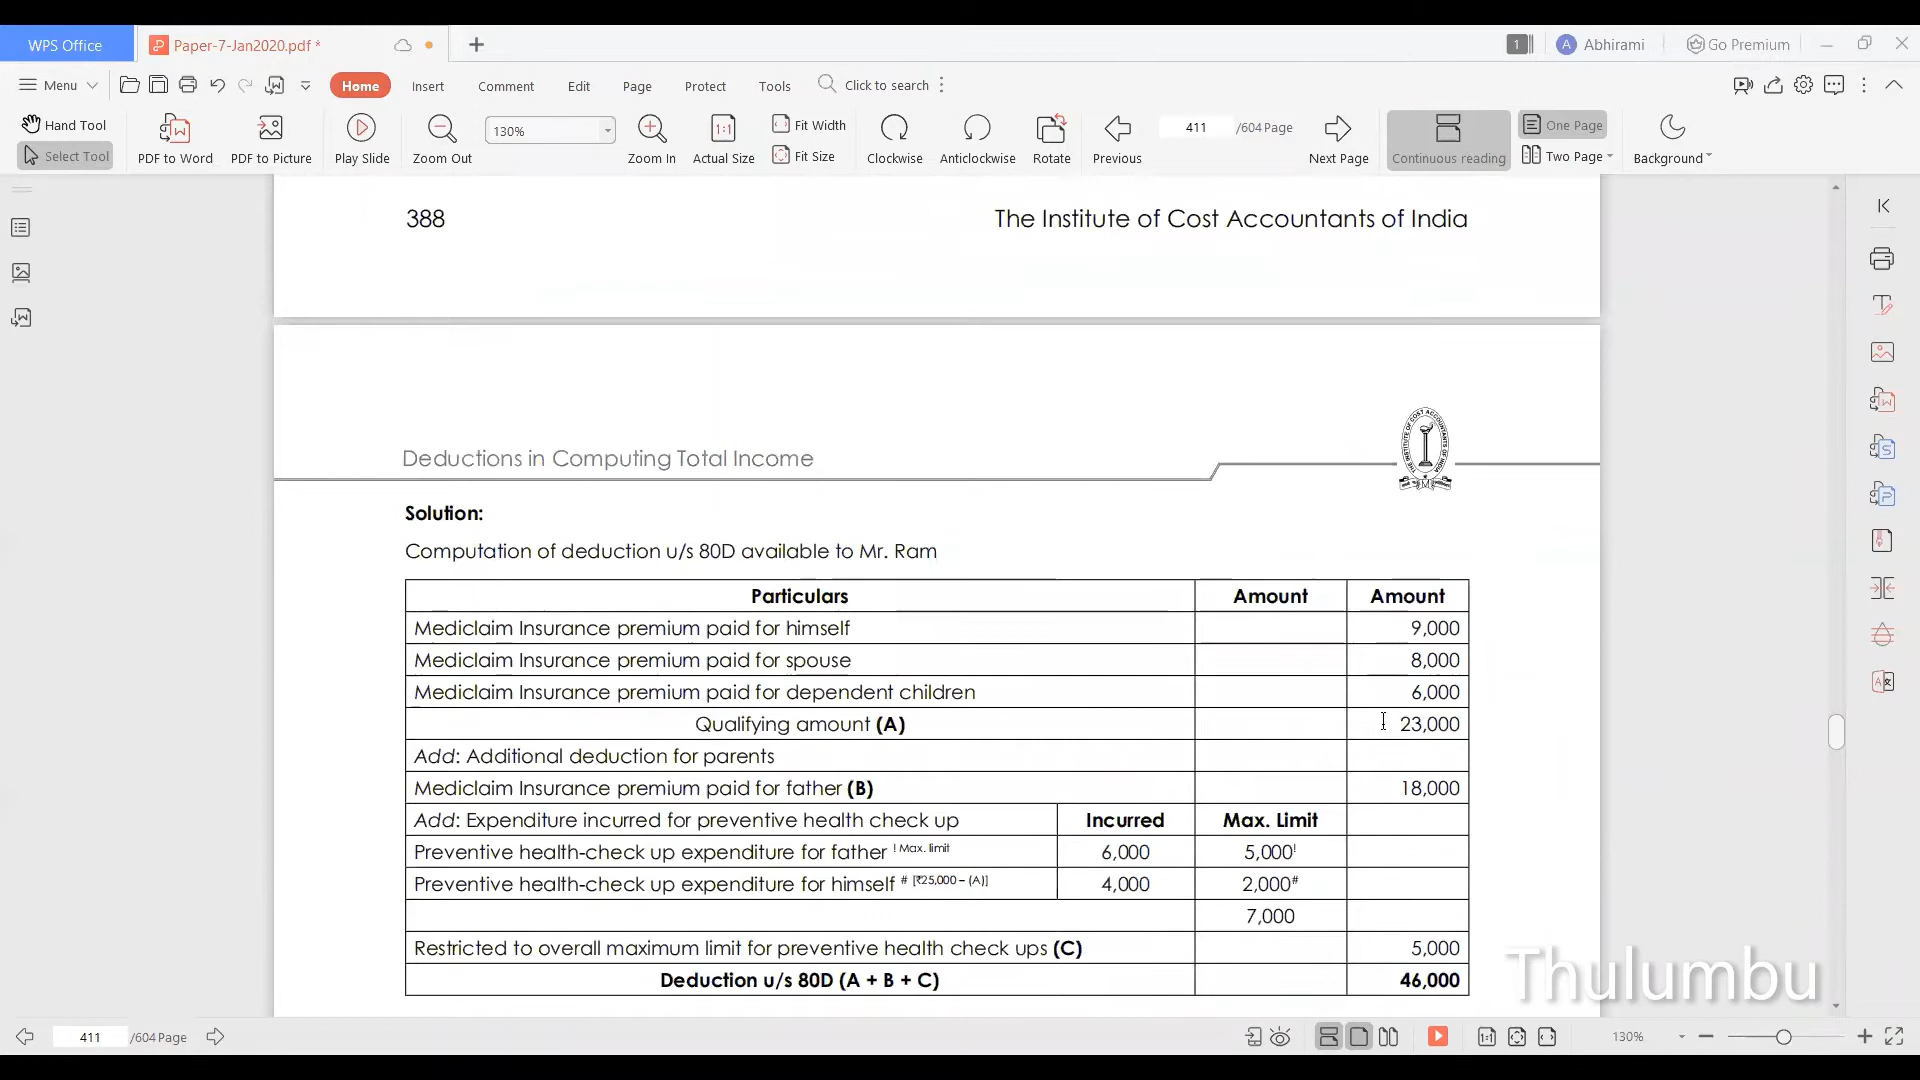 WPS Office
Paper-7-Jan2020.pdf *
1
A
Abhirami
Go Premium
Menu
Home
Insert
Comment
Edit
Page
Protect
Tools
Click to search
Hand Tool
Select Tool
PDF to Word
PDF to Picture
Play Slide
Zoom Out
130%
Zoom In
1:1
Actual Size
Fit Width
Fit Size
Clockwise
Anticlockwise
Rotate
Previous
411 /604 Page
Next Page
Continuous reading
One Page
Two Page
Background
388
The Institute of Cost Accountants of India
Deductions in Computing Total Income
Solution:
Computation of deduction u/s 80D available to Mr. Ram
Particulars Amount Amount
Mediclaim Insurance premium paid for himself 9,000
Mediclaim Insurance premium paid for spouse 8,000
Mediclaim Insurance premium paid for dependent children 6,000
Qualifying amount (A) 23,000
Add: Additional deduction for parents
Mediclaim Insurance premium paid for father (B) 18,000
Add: Expenditure incurred for preventive health check up Incurred Max. Limit
Preventive health-check up expenditure for father ! Max. limit 6,000 5,000!
Preventive health-check up expenditure for himself # [₹25,000 – (A)] 4,000 2,000#
7,000
Restricted to overall maximum limit for preventive health check ups (C) 5,000
Deduction u/s 80D (A + B + C) 46,000
Thulumbu
411 /604 Page
1:1
130%